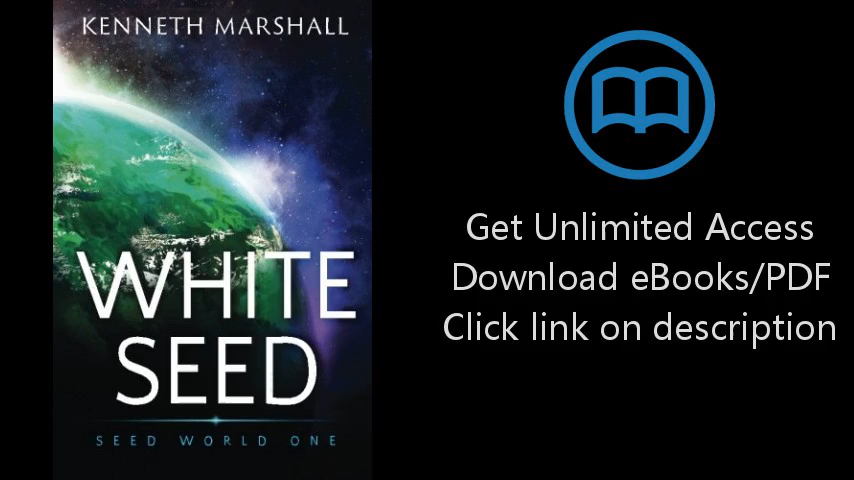 KENNETH MARSHALL
WHITE
SEED
SEED WORLD ONE
Get Unlimited Access
Download eBooks/PDF
Click link on description